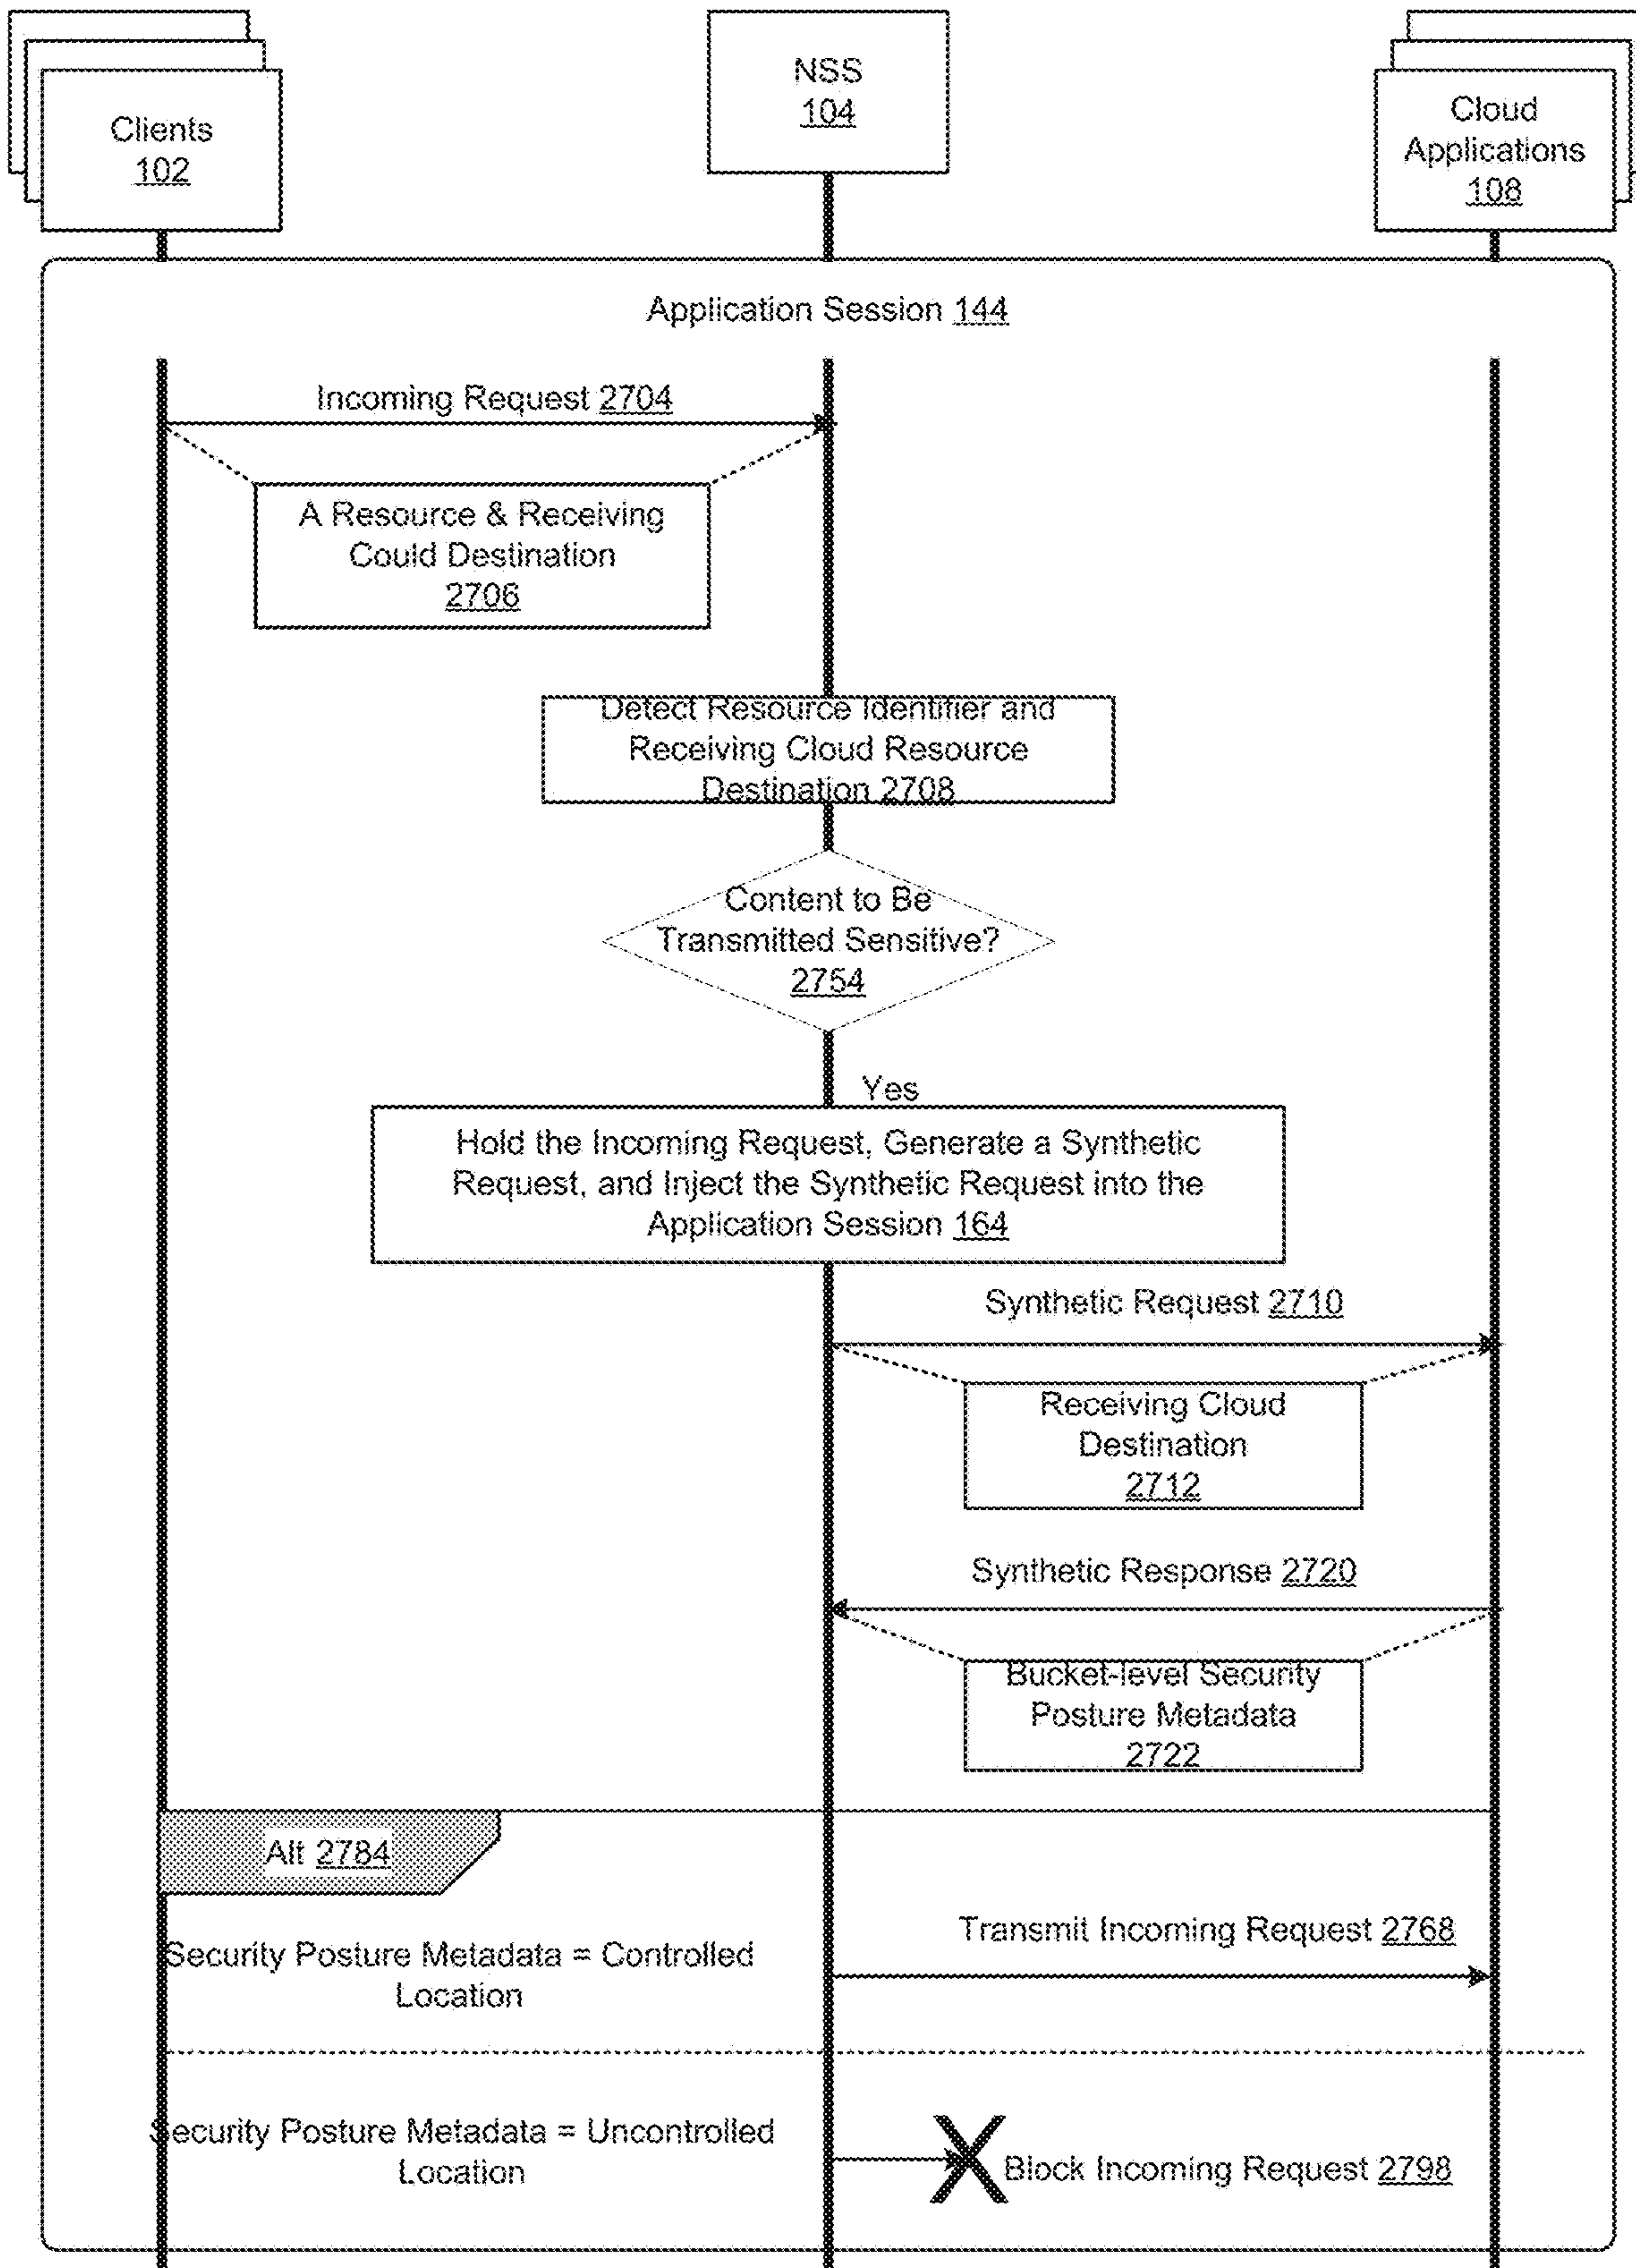 Clients
102
NSS
104
Cloud
Applications
108
Application Session 144
Incoming Request 2704
A Resource & Receiving
Could Destination
2706
Detect Resource Identifier and
Receiving Cloud Resource
Destination 2708
Content to Be
Transmitted Sensitive?
2754
Yes
Hold the Incoming Request, Generate a Synthetic
Request, and Inject the Synthetic Request into the
Application Session 164
Synthetic Request 2710
Receiving Cloud
Destination
2712
Synthetic Response 2720
Bucket-level Security
Posture Metadata
2722
Alt 2784
Transmit Incoming Request 2768
Security Posture Metadata = Controlled
Location
Security Posture Metadata = Uncontrolled
Location
Block Incoming Request 2798